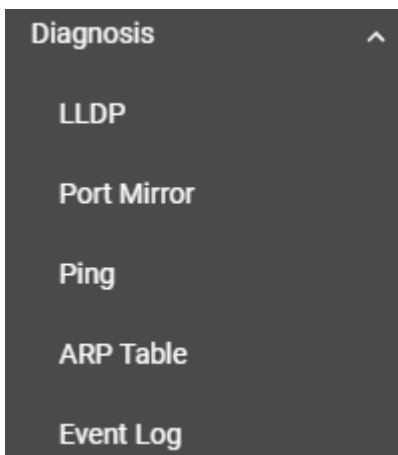 Diagnosis
LLDP
Port Mirror
Ping
ARP Table
Event Log